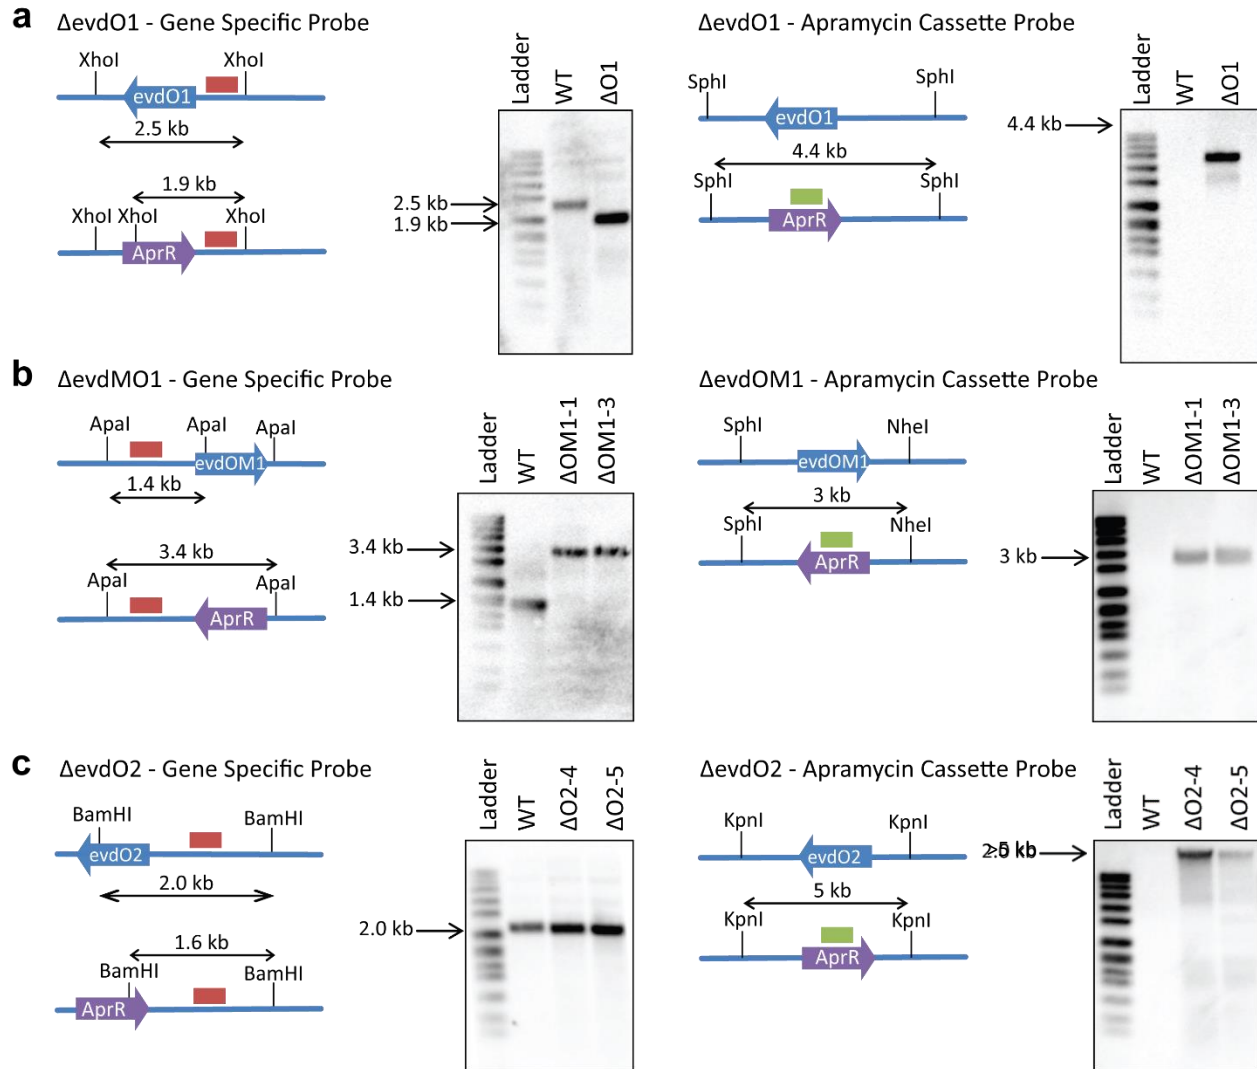 a ΔevdO1 - Gene Specific Probe
XhoI XhoI
evdO1
2.5 kb
1.9 kb
XhoI XhoI XhoI
AprR
Ladder WT ΔO1
2.5 kb
1.9 kb
ΔevdO1 - Apramycin Cassette Probe
SphI SphI
evdO1
4.4 kb
SphI SphI
AprR
Ladder WT ΔO1
4.4 kb
b ΔevdMO1 - Gene Specific Probe
ApaI ApaI ApaI
evdOM1
1.4 kb
3.4 kb
ApaI ApaI
AprR
Ladder WT ΔOM1-1 ΔOM1-3
3.4 kb
1.4 kb
ΔevdOM1 - Apramycin Cassette Probe
SphI NheI
evdOM1
3 kb
SphI NheI
AprR
Ladder WT ΔOM1-1 ΔOM1-3
3 kb
c ΔevdO2 - Gene Specific Probe
BamHI BamHI
evdO2
2.0 kb
1.6 kb
BamHI BamHI
AprR
Ladder WT ΔO2-4 ΔO2-5
2.0 kb
ΔevdO2 - Apramycin Cassette Probe
KpnI KpnI
evdO2
5 kb
KpnI KpnI
AprR
Ladder WT ΔO2-4 ΔO2-5